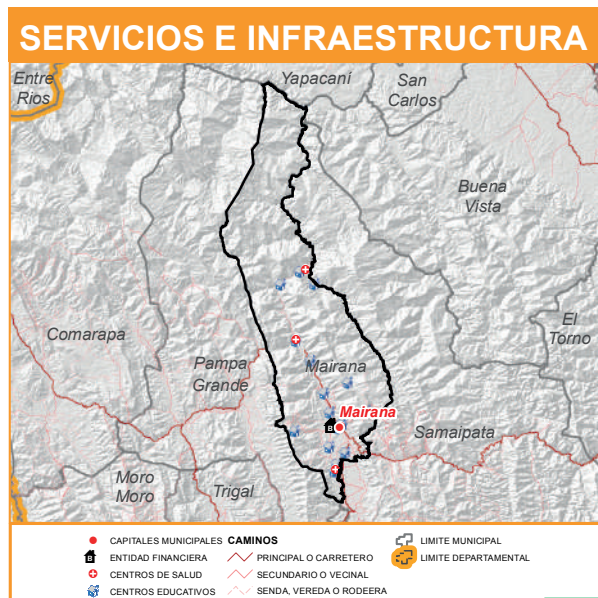 SERVICIOS E INFRAESTRUCTURA
Entre
Rios
Yapacaní
San
Carlos
Buena
Vista
El
Torno
Comarapa
Pampa
Grande
Mairana
Mairana
Samaipata
Moro
Moro
Trigal
CAPITALES MUNICIPALES
B ENTIDAD FINANCIERA
CENTROS DE SALUD
CENTROS EDUCATIVOS
CAMINOS
PRINCIPAL O CARRETERO
SECUNDARIO O VECINAL
SENDA, VEREDA O RODEERA
LIMITE MUNICIPAL
LIMITE DEPARTAMENTAL